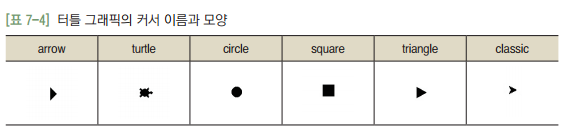 [표 7-4] 터틀 그래픽의 커서 이름과 모양
arrow turtle circle square triangle classic